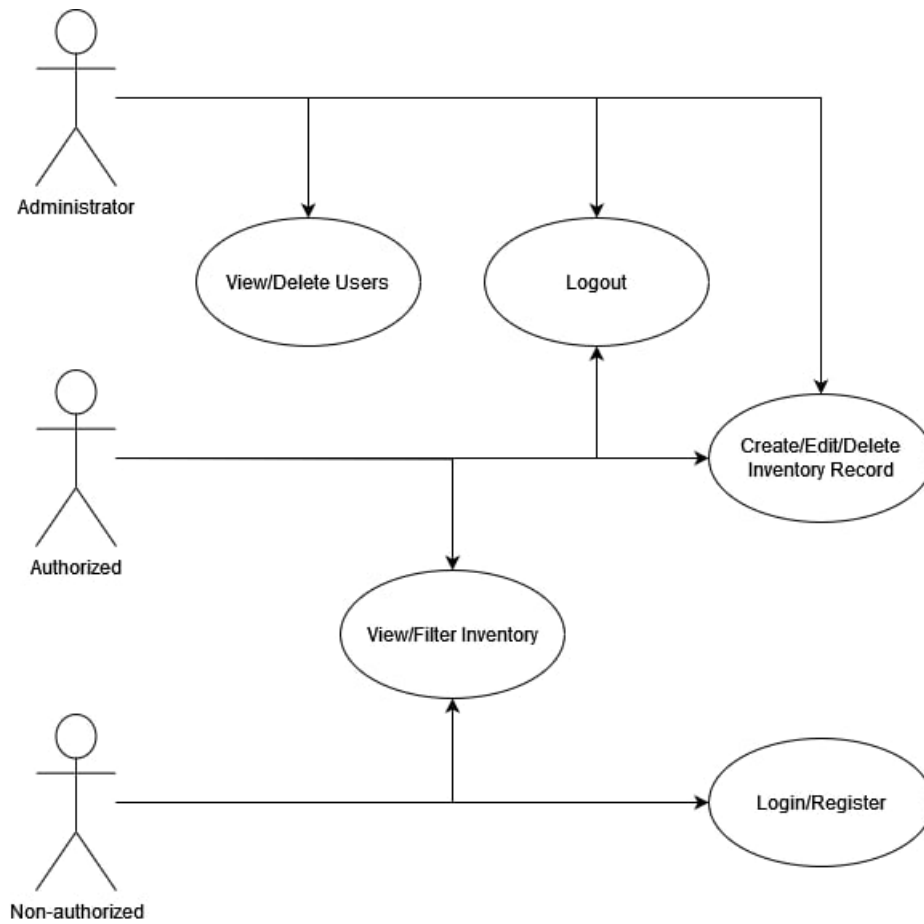 Administrator
View/Delete Users
Logout
Authorized
Create/Edit/Delete
Inventory Record
View/Filter Inventory
Non-authorized
Login/Register